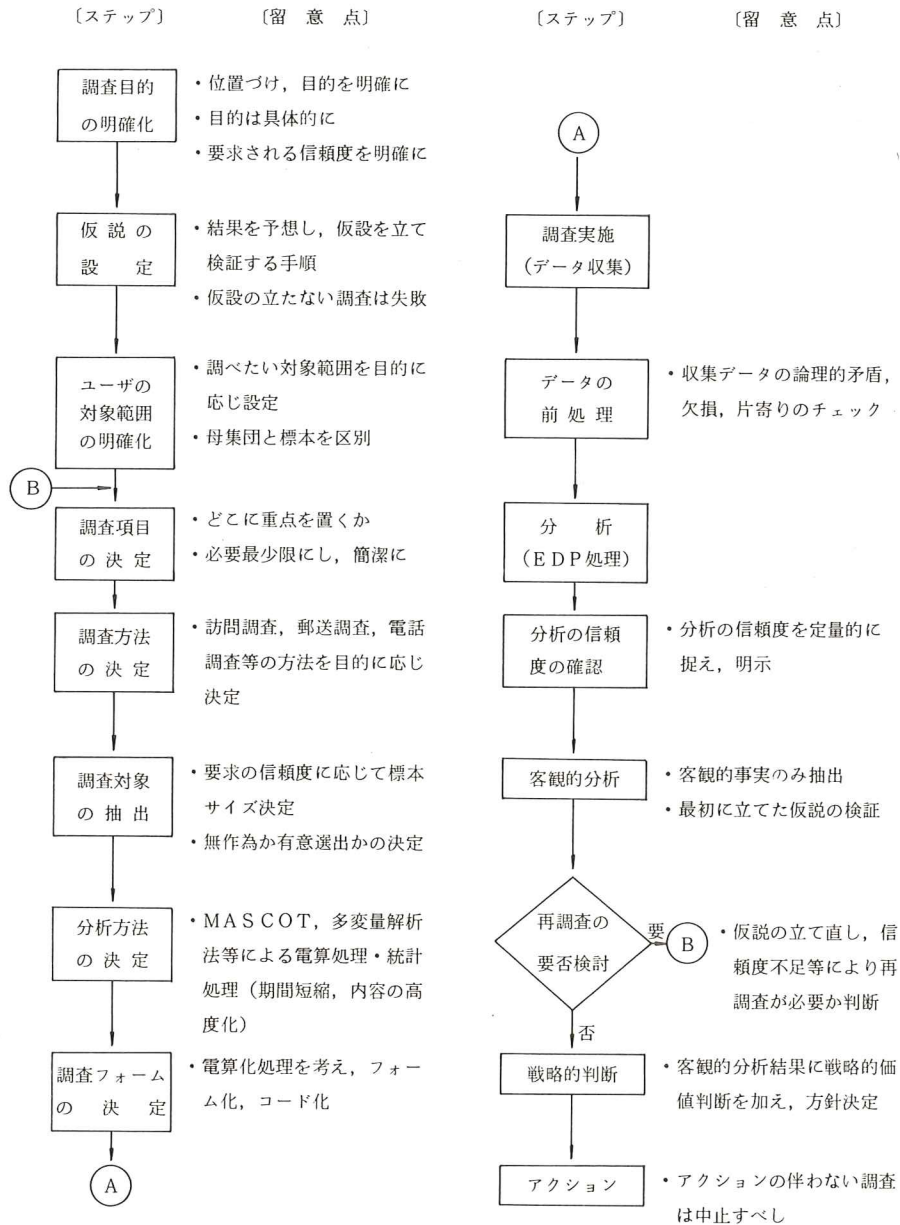 〔ステップ〕 〔留 意 点〕
調査目的
の明確化
・位置づけ，目的を明確に
・目的は具体的に
・要求される信頼度を明確に
仮 説 の
設 定
・結果を予想し，仮設を立て
検証する手順
・仮設の立たない調査は失敗
ユーザの
対象範囲
の明確化
・調べたい対象範囲を目的に
応じ設定
・母集団と標本を区別
B
調査項目
の 決 定
・どこに重点を置くか
・必要最少限にし，簡潔に
調査方法
の 決 定
・訪問調査，郵送調査，電話
調査等の方法を目的に応じ
決定
調査対象
の 抽 出
・要求の信頼度に応じて標本
サイズ決定
・無作為か有意選出かの決定
分析方法
の 決 定
・ＭＡＳＣＯＴ，多変量解析
法等による電算処理・統計
処理（期間短縮，内容の高
度化）
調査フォーム
の 決 定
・電算化処理を考え，フォー
ム化，コード化
A
〔ステップ〕 〔留 意 点〕
A
調査実施
（データ収集）
データの
前 処 理
・収集データの論理的矛盾，
欠損，片寄りのチェック
分 析
（ＥＤＰ処理）
分析の信頼
度の確認
・分析の信頼度を定量的に
捉え，明示
客観的分析
・客観的事実のみ抽出
・最初に立てた仮説の検証
再調査の
要否検討
要
B
・仮説の立て直し，信
頼度不足等により再
調査が必要か判断
否
戦略的判断
・客観的分析結果に戦略的価
値判断を加え，方針決定
アクション
・アクションの伴わない調査
は中止すべし